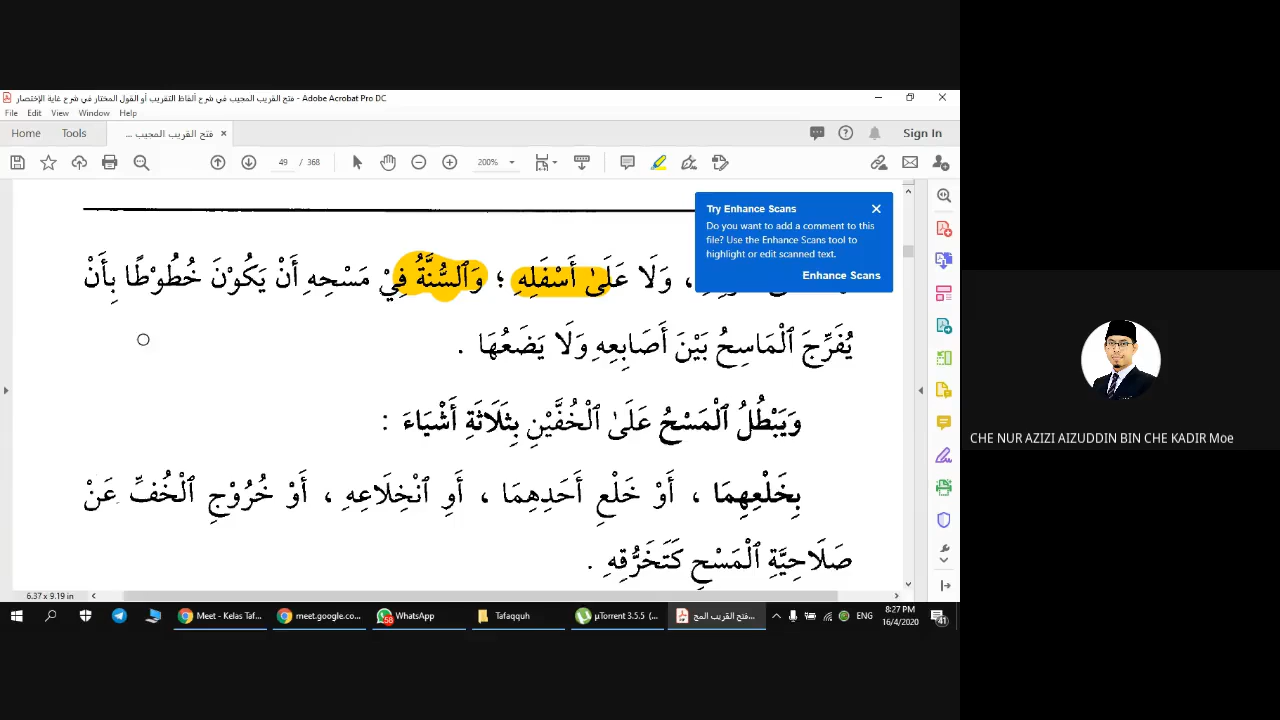 فتح القريب المجيب في شرح ألفاظ التقريب أو القول المختار في شرح غاية الإختصار - Adobe Acrobat Pro DC
File Edit View Window Help
Home Tools فتح القريب المجيب ... × Sign In
49 / 368 200%
Try Enhance Scans
Do you want to add a comment to this
file? Use the Enhance Scans tool to
highlight or edit scanned text.
Enhance Scans
، وَلَا عَلَىٰ أَسْفَلِهِ ؛ وَٱلسُّنَّةُ فِيْ مَسْحِهِ أَنْ يَكُوْنَ خُطُوْطًا بِأَنْ
يُفَرِّجَ ٱلْمَاسِحُ بَيْنَ أَصَابِعِهِ وَلَا يَضَعُهَا .
وَيَبْطُلُ ٱلْمَسْحُ عَلَىٰ ٱلْخُفَّيْنِ بِثَلَاثَةِ أَشْيَاءَ :
بِخَلْعِهِمَا ، أَوْ خَلْعِ أَحَدِهِمَا ، أَوِ ٱنْخِلَاعِهِ ، أَوْ خُرُوْجِ ٱلْخُفِّ عَنْ
صَلَاحِيَّةِ ٱلْمَسْحِ كَتَخَرُّقِهِ .
6.37 x 9.19 in
CHE NUR AZIZI AIZUDDIN BIN CHE KADIR Moe
Meet - Kelas Taf... meet.google.co... 58 WhatsApp Tafaqquh µTorrent 3.5.5 (... فتح القريب المج... ENG 8:27 PM
16/4/2020 41